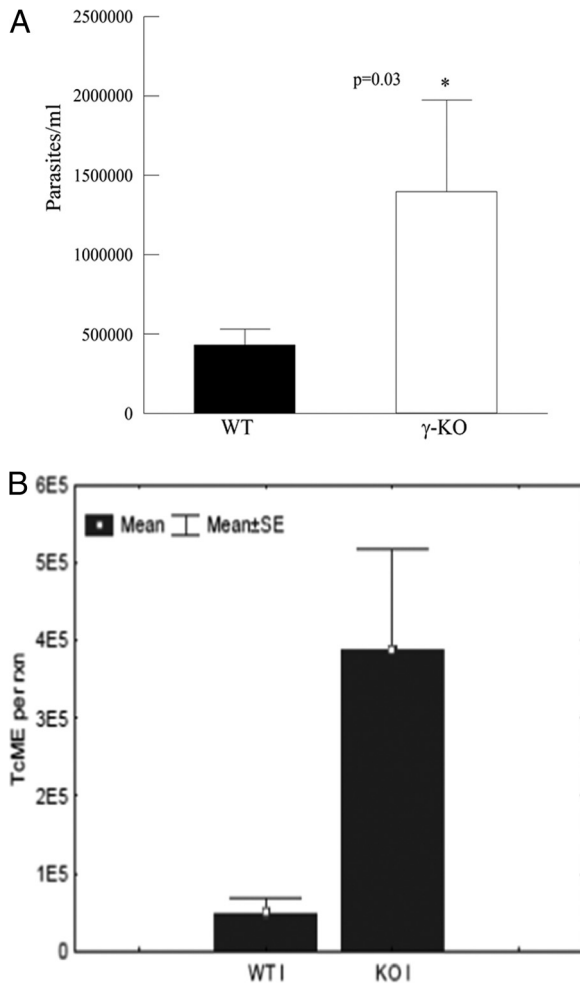 A
2500000
2000000
1500000
1000000
500000
0
Parasites/ml
p=0.03
*
WT
γ-KO
B
6E5
5E5
4E5
3E5
2E5
1E5
0
TcME per rxn
Mean
Mean±SE
WT I
KO I